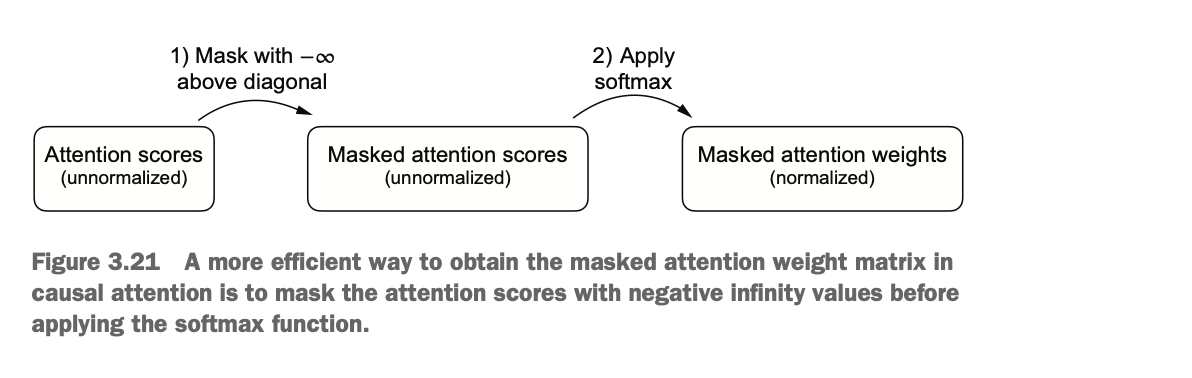 1) Mask with −∞
above diagonal
2) Apply
softmax
Attention scores
(unnormalized)
Masked attention scores
(unnormalized)
Masked attention weights
(normalized)
Figure 3.21 A more efficient way to obtain the masked attention weight matrix in
causal attention is to mask the attention scores with negative infinity values before
applying the softmax function.